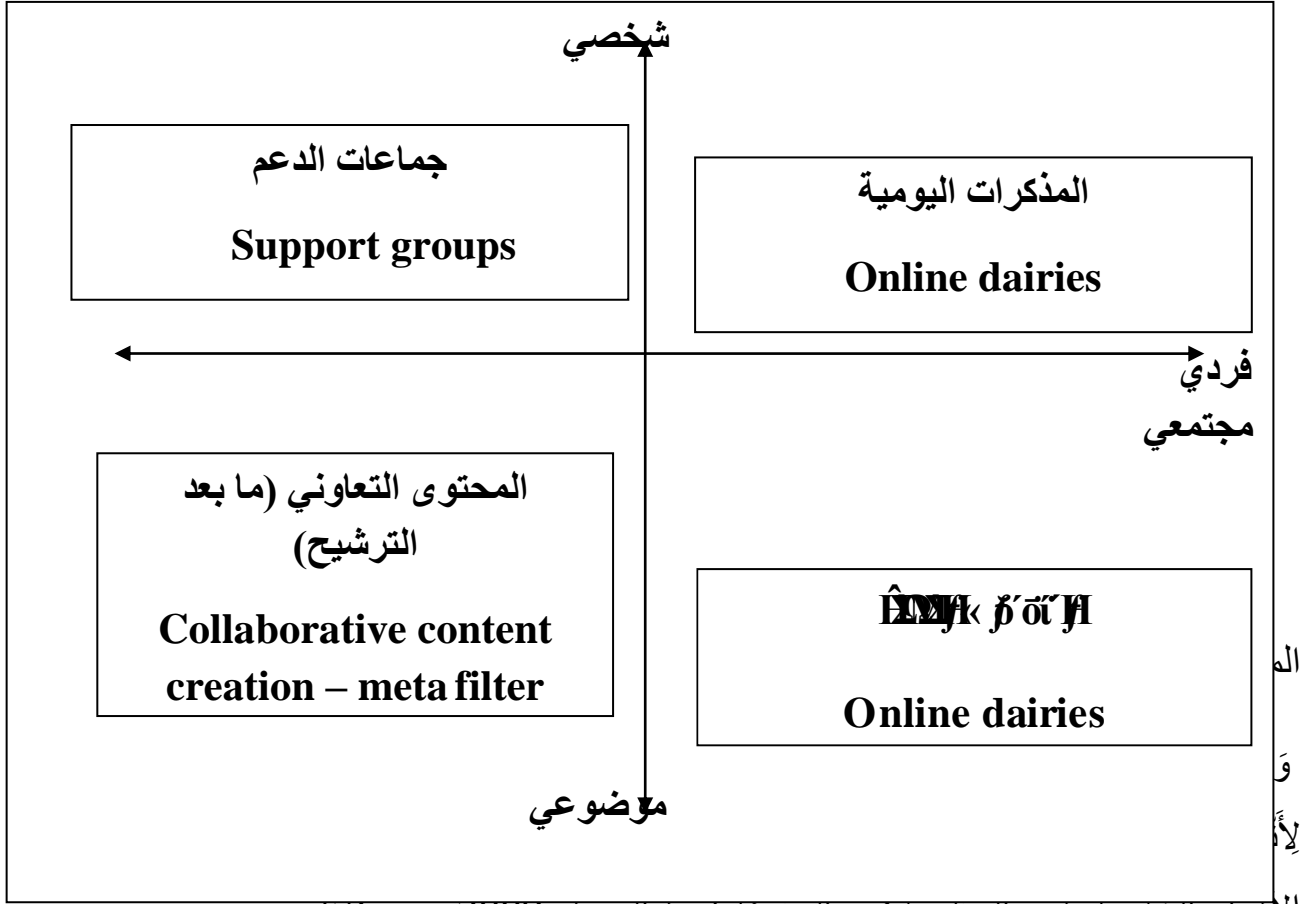 شخصي
جماعات الدعم
Support groups
المذكرات اليومية
Online dairies
فردي
مجتمعي
المحتوى التعاوني (ما بعد
الترشيح)
Collaborative content
creation – meta filter
Online dairies
موضوعي